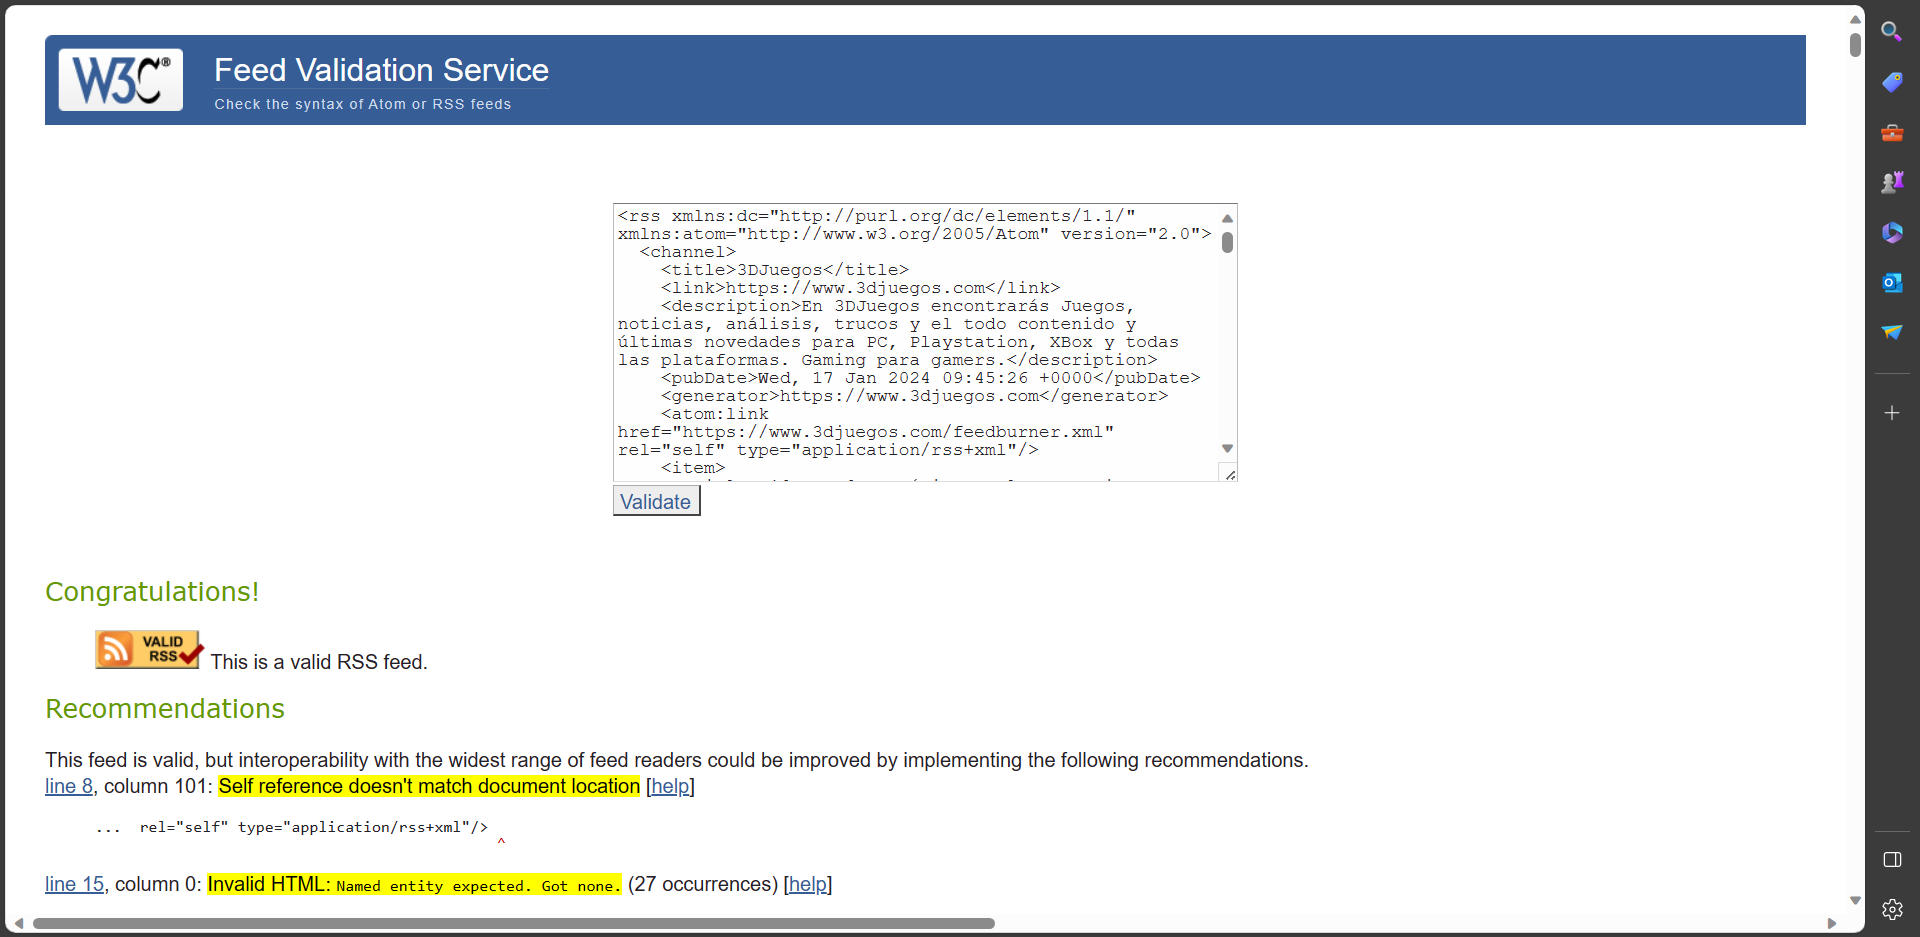 W3C®
Feed Validation Service
Check the syntax of Atom or RSS feeds
<rss xmlns:dc="http://purl.org/dc/elements/1.1/"
xmlns:atom="http://www.w3.org/2005/Atom" version="2.0">
<channel>
<title>3DJuegos</title>
<link>https://www.3djuegos.com</link>
<description>En 3DJuegos encontrarás Juegos,
noticias, análisis, trucos y el todo contenido y
últimas novedades para PC, Playstation, XBox y todas
las plataformas. Gaming para gamers.</description>
<pubDate>Wed, 17 Jan 2024 09:45:26 +0000</pubDate>
<generator>https://www.3djuegos.com</generator>
<atom:link
href="https://www.3djuegos.com/feedburner.xml"
rel="self" type="application/rss+xml"/>
<item>
Validate
Congratulations!
VALID
RSS
This is a valid RSS feed.
Recommendations
This feed is valid, but interoperability with the widest range of feed readers could be improved by implementing the following recommendations.
line 8, column 101: Self reference doesn't match document location [help]
... rel="self" type="application/rss+xml"/>
^
line 15, column 0: Invalid HTML: Named entity expected. Got none. (27 occurrences) [help]